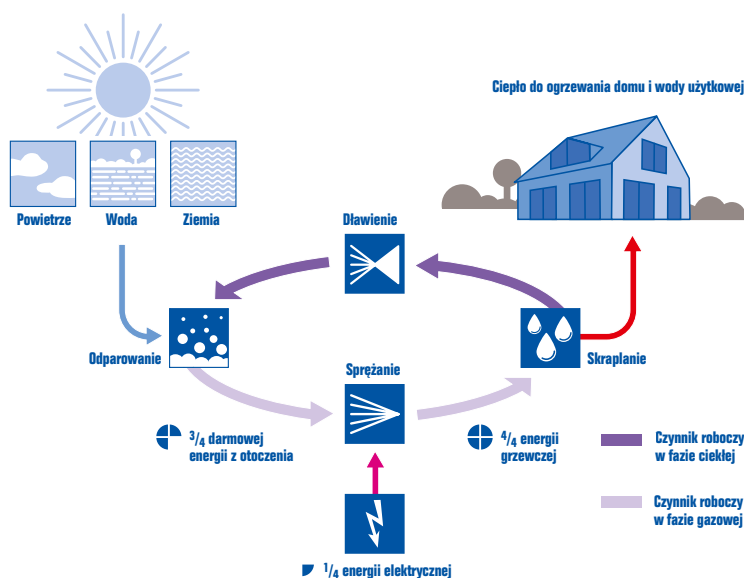 Ciepło do ogrzewania domu i wody użytkowej
Powietrze
Woda
Ziemia
Dławienie
Odparowanie
Skraplanie
Sprężanie
3/4 darmowej
energii z otoczenia
4/4 energii
grzewczej
Czynnik roboczy
w fazie ciekłej
Czynnik roboczy
w fazie gazowej
1/4 energii elektrycznej